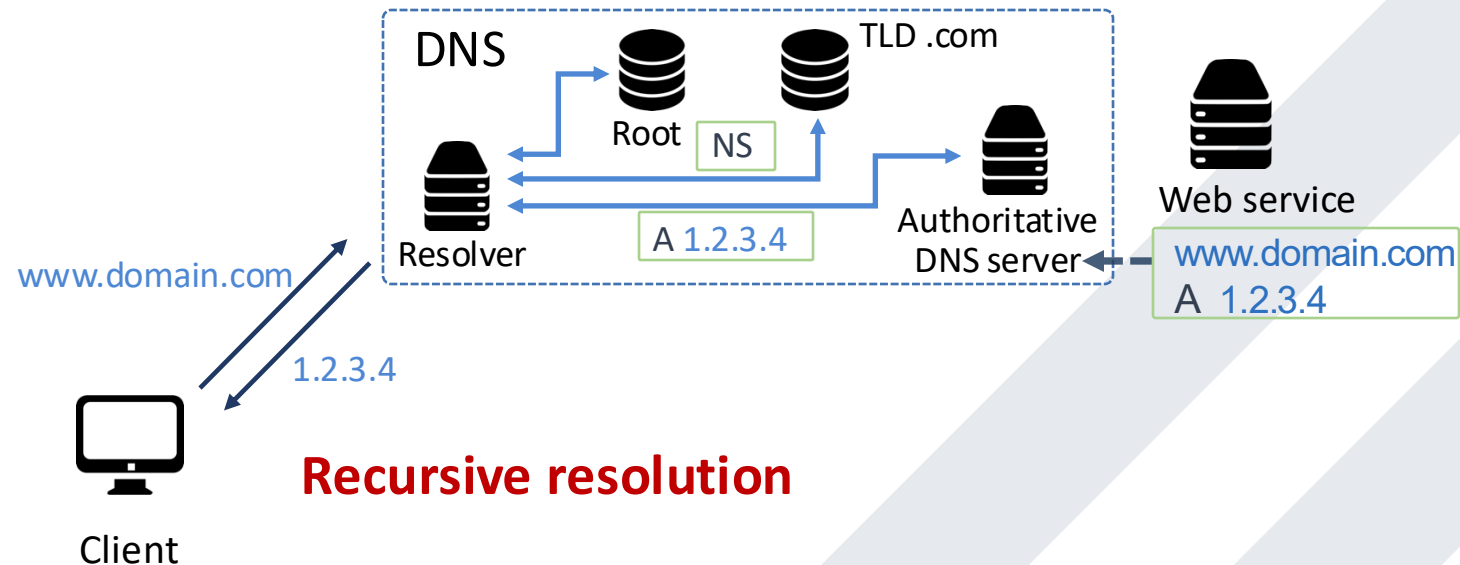 DNS
TLD .com
Root
NS
Resolver
A 1.2.3.4
Authoritative
DNS server
Web service
www.domain.com
A 1.2.3.4
www.domain.com
1.2.3.4
Recursive resolution
Client